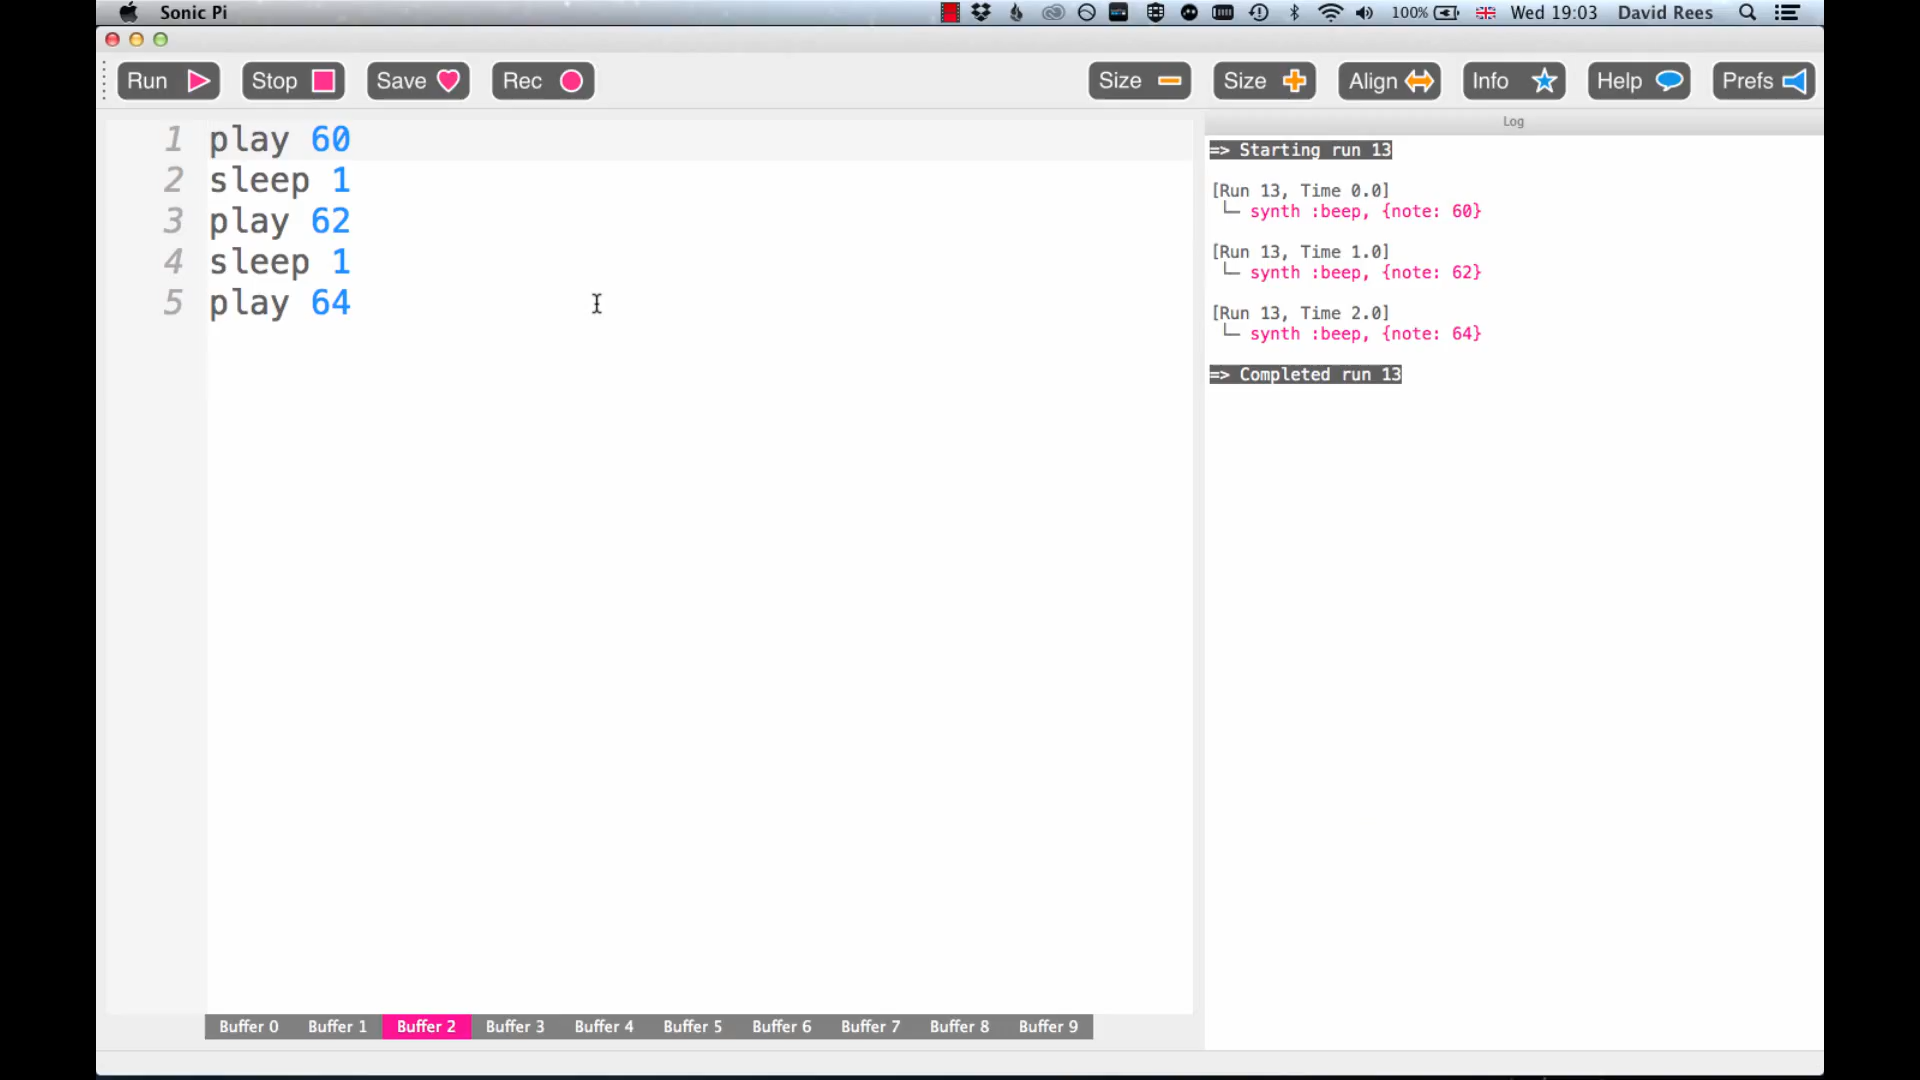 Sonic Pi 100% Wed 19:03 David Rees
Run Stop Save Rec Size Size Align Info Help Prefs
Log
1 play 60
2 sleep 1
3 play 62
4 sleep 1
5 play 64
=> Starting run 13
[Run 13, Time 0.0]
└─ synth :beep, {note: 60}
[Run 13, Time 1.0]
└─ synth :beep, {note: 62}
[Run 13, Time 2.0]
└─ synth :beep, {note: 64}
=> Completed run 13
Buffer 0 Buffer 1 Buffer 2 Buffer 3 Buffer 4 Buffer 5 Buffer 6 Buffer 7 Buffer 8 Buffer 9